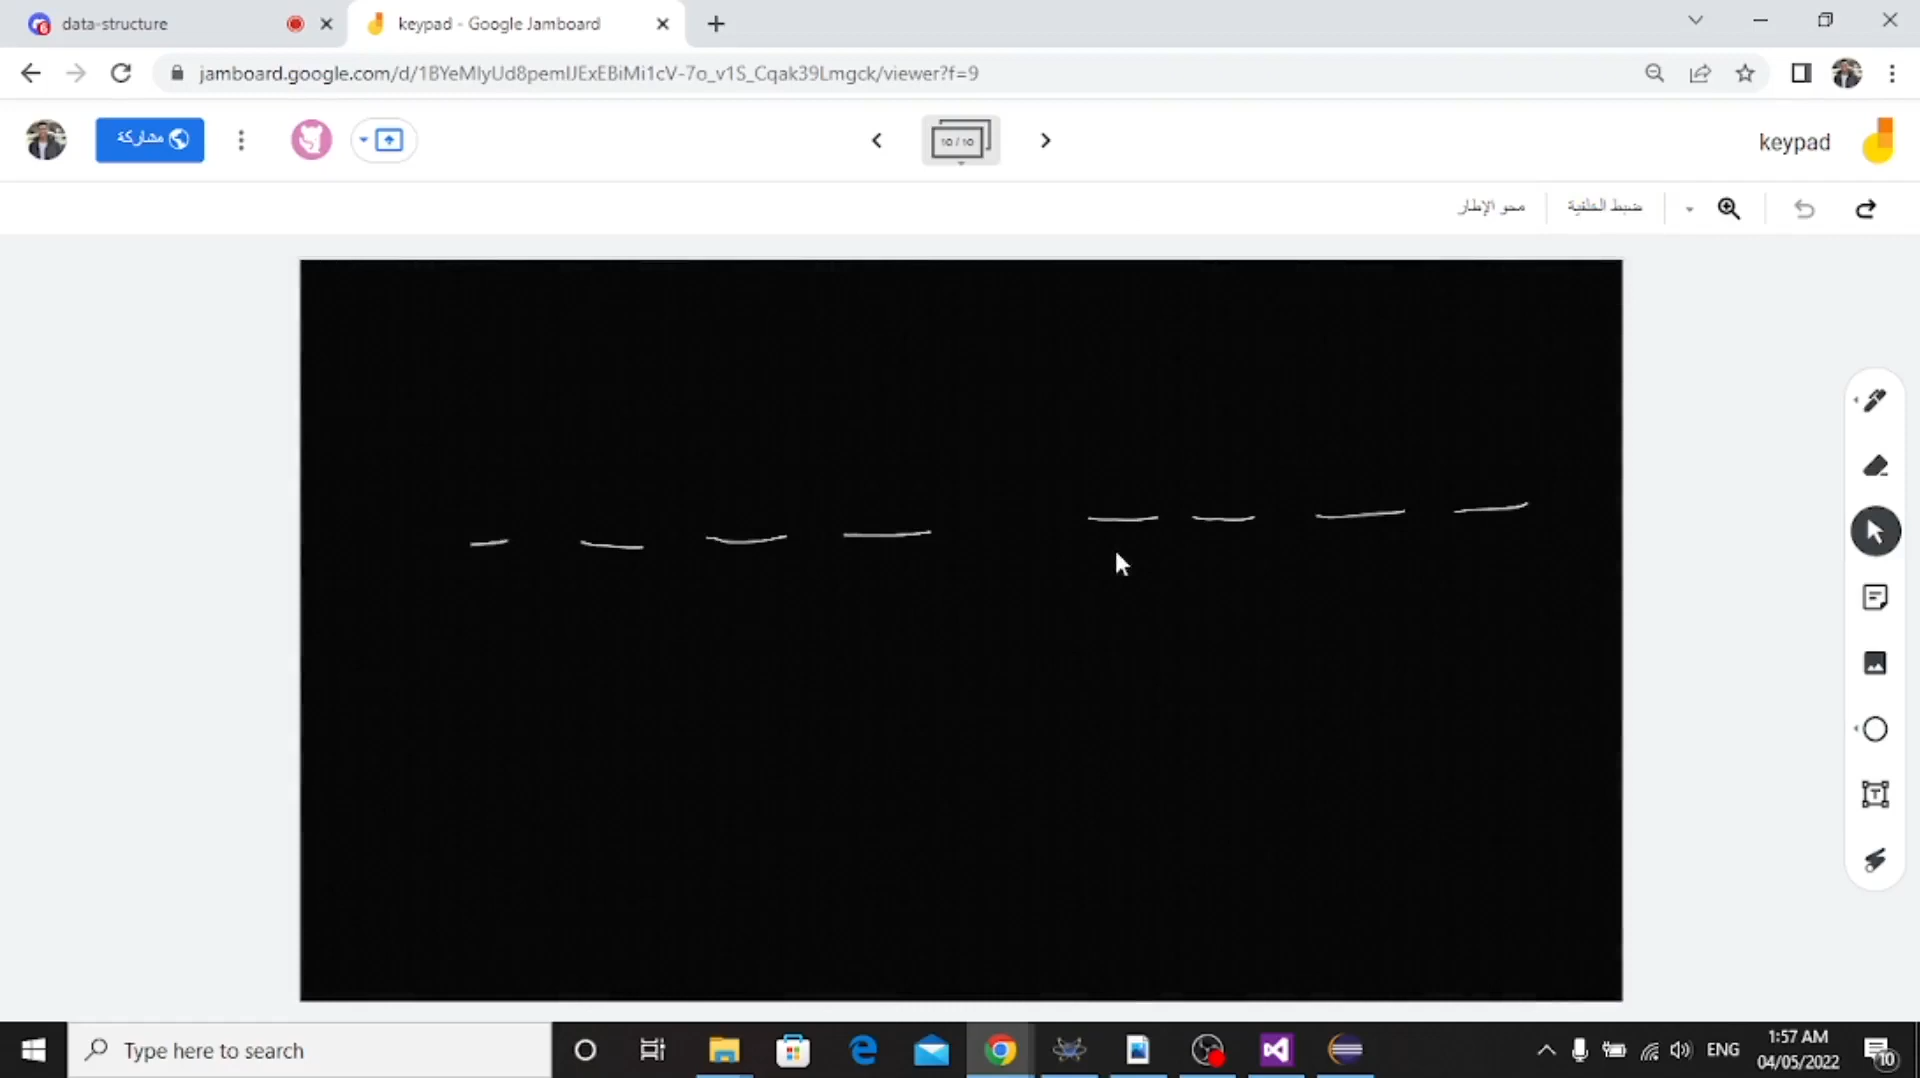 data-structure
keypad - Google Jamboard
jamboard.google.com/d/1BYeMlyUd8pemIJExEBiMi1cV-7o_v1S_Cqak39Lmgck/viewer?f=9
مشاركة
10 / 10
keypad
محو الإطار
ضبط الخلفية
Type here to search
ENG
1:57 AM
04/05/2022
10